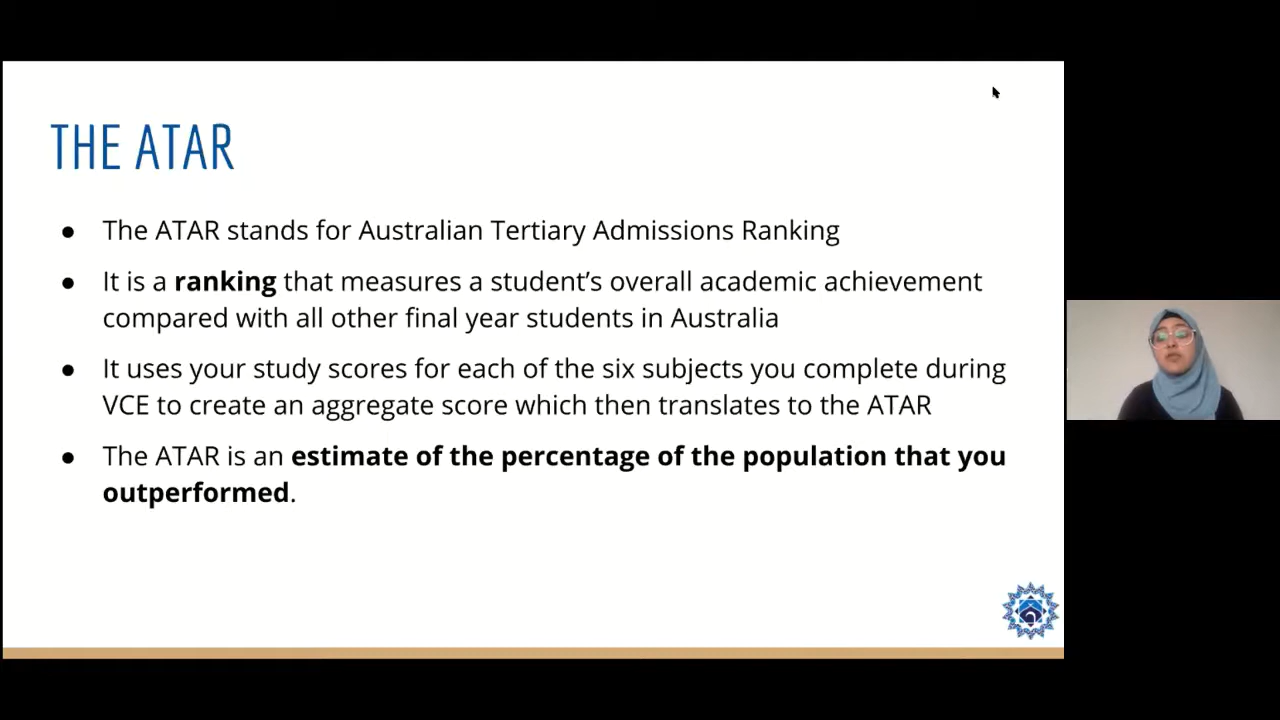 THE ATAR
● The ATAR stands for Australian Tertiary Admissions Ranking
● It is a ranking that measures a student’s overall academic achievement
compared with all other final year students in Australia
● It uses your study scores for each of the six subjects you complete during
VCE to create an aggregate score which then translates to the ATAR
● The ATAR is an estimate of the percentage of the population that you
outperformed.